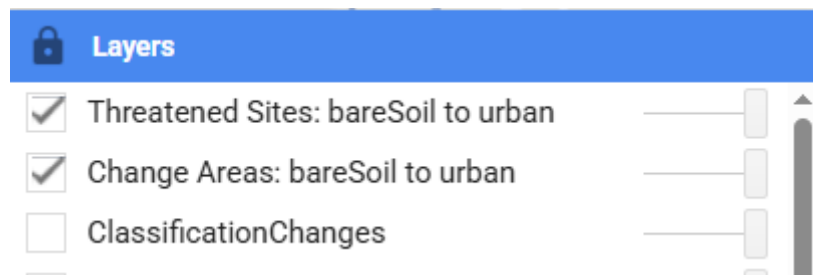 Layers
Threatened Sites: bareSoil to urban
Change Areas: bareSoil to urban
ClassificationChanges